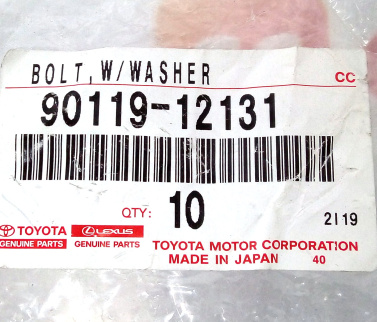 BOLT, W/WASHER CC
90119-12131
QTY: 10 2119
TOYOTA LEXUS
GENUINE PARTS GENUINE PARTS
TOYOTA MOTOR CORPORATION
MADE IN JAPAN 40